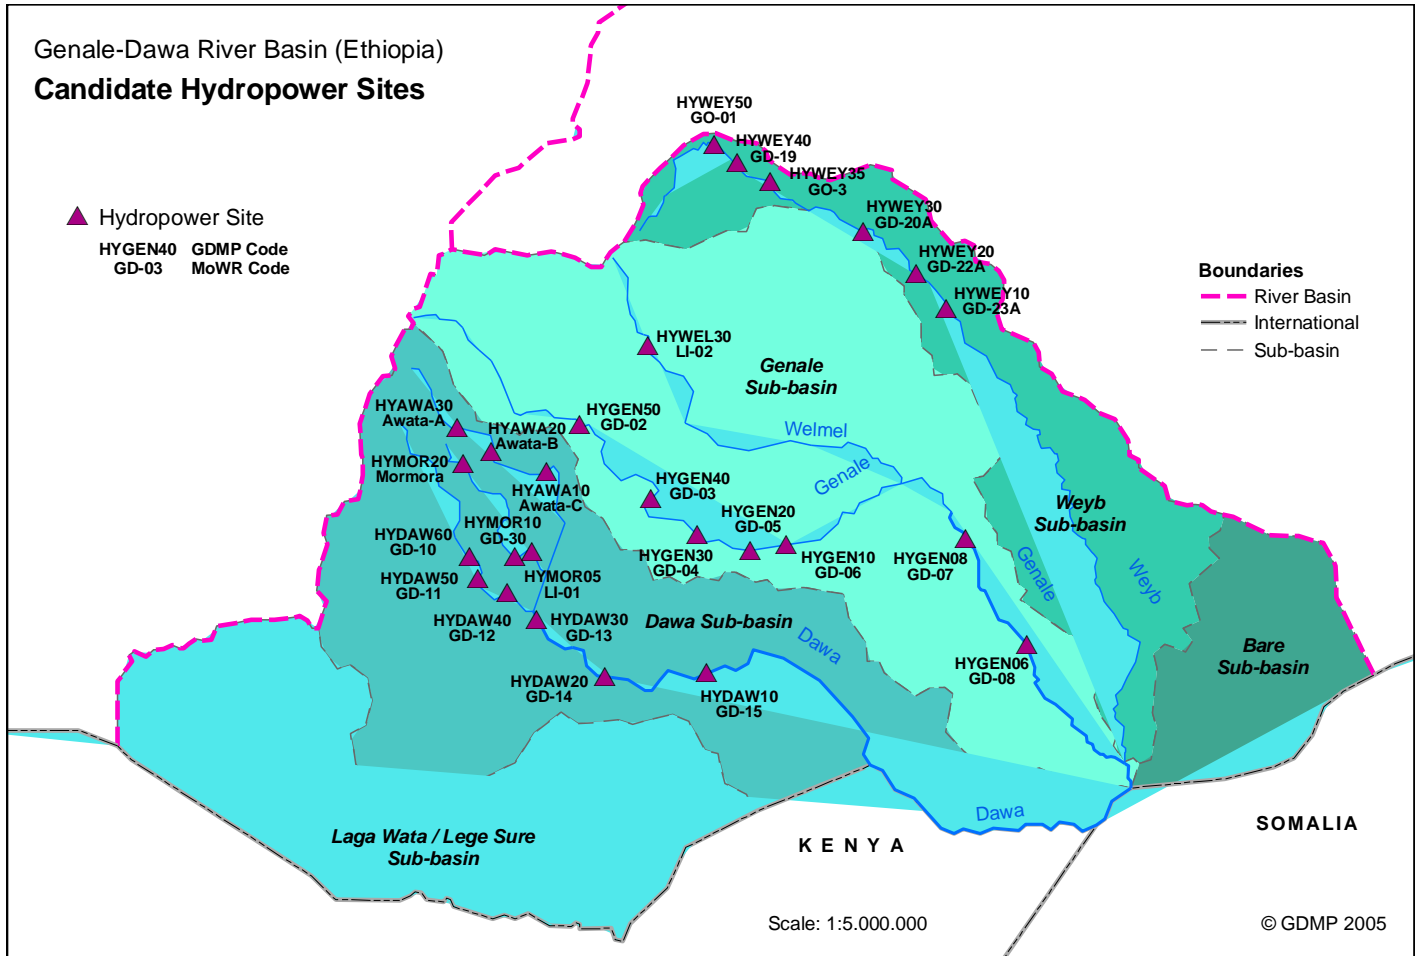 Genale-Dawa River Basin (Ethiopia)
Candidate Hydropower Sites
Hydropower Site
HYGEN40 GDMP Code
GD-03 MoWR Code
Boundaries
River Basin
International
Sub-basin
HYWEY50
GO-01
HYWEY40
GD-19
HYWEY35
GO-3
HYWEY30
GD-20A
HYWEY20
GD-22A
HYWEY10
GD-23A
HYWEL30
LI-02
Genale
Sub-basin
Welmel
Genale
HYGEN50
GD-02
HYAWA30
Awata-A
HYAWA20
Awata-B
HYMOR20
Mormora
HYAWA10
Awata-C
HYGEN40
GD-03
HYGEN20
GD-05
HYGEN30
GD-04
HYGEN10
GD-06
HYGEN08
GD-07
Weyb
Sub-basin
Genale
Weyb
HYMOR10
GD-30
HYDAW60
GD-10
HYDAW50
GD-11
HYMOR05
LI-01
HYDAW40
GD-12
HYDAW30
GD-13
Dawa Sub-basin
Dawa
HYDAW20
GD-14
HYDAW10
GD-15
HYGEN06
GD-08
Bare
Sub-basin
Dawa
Laga Wata / Lege Sure
Sub-basin
KENYA
SOMALIA
Scale: 1:5.000.000
© GDMP 2005